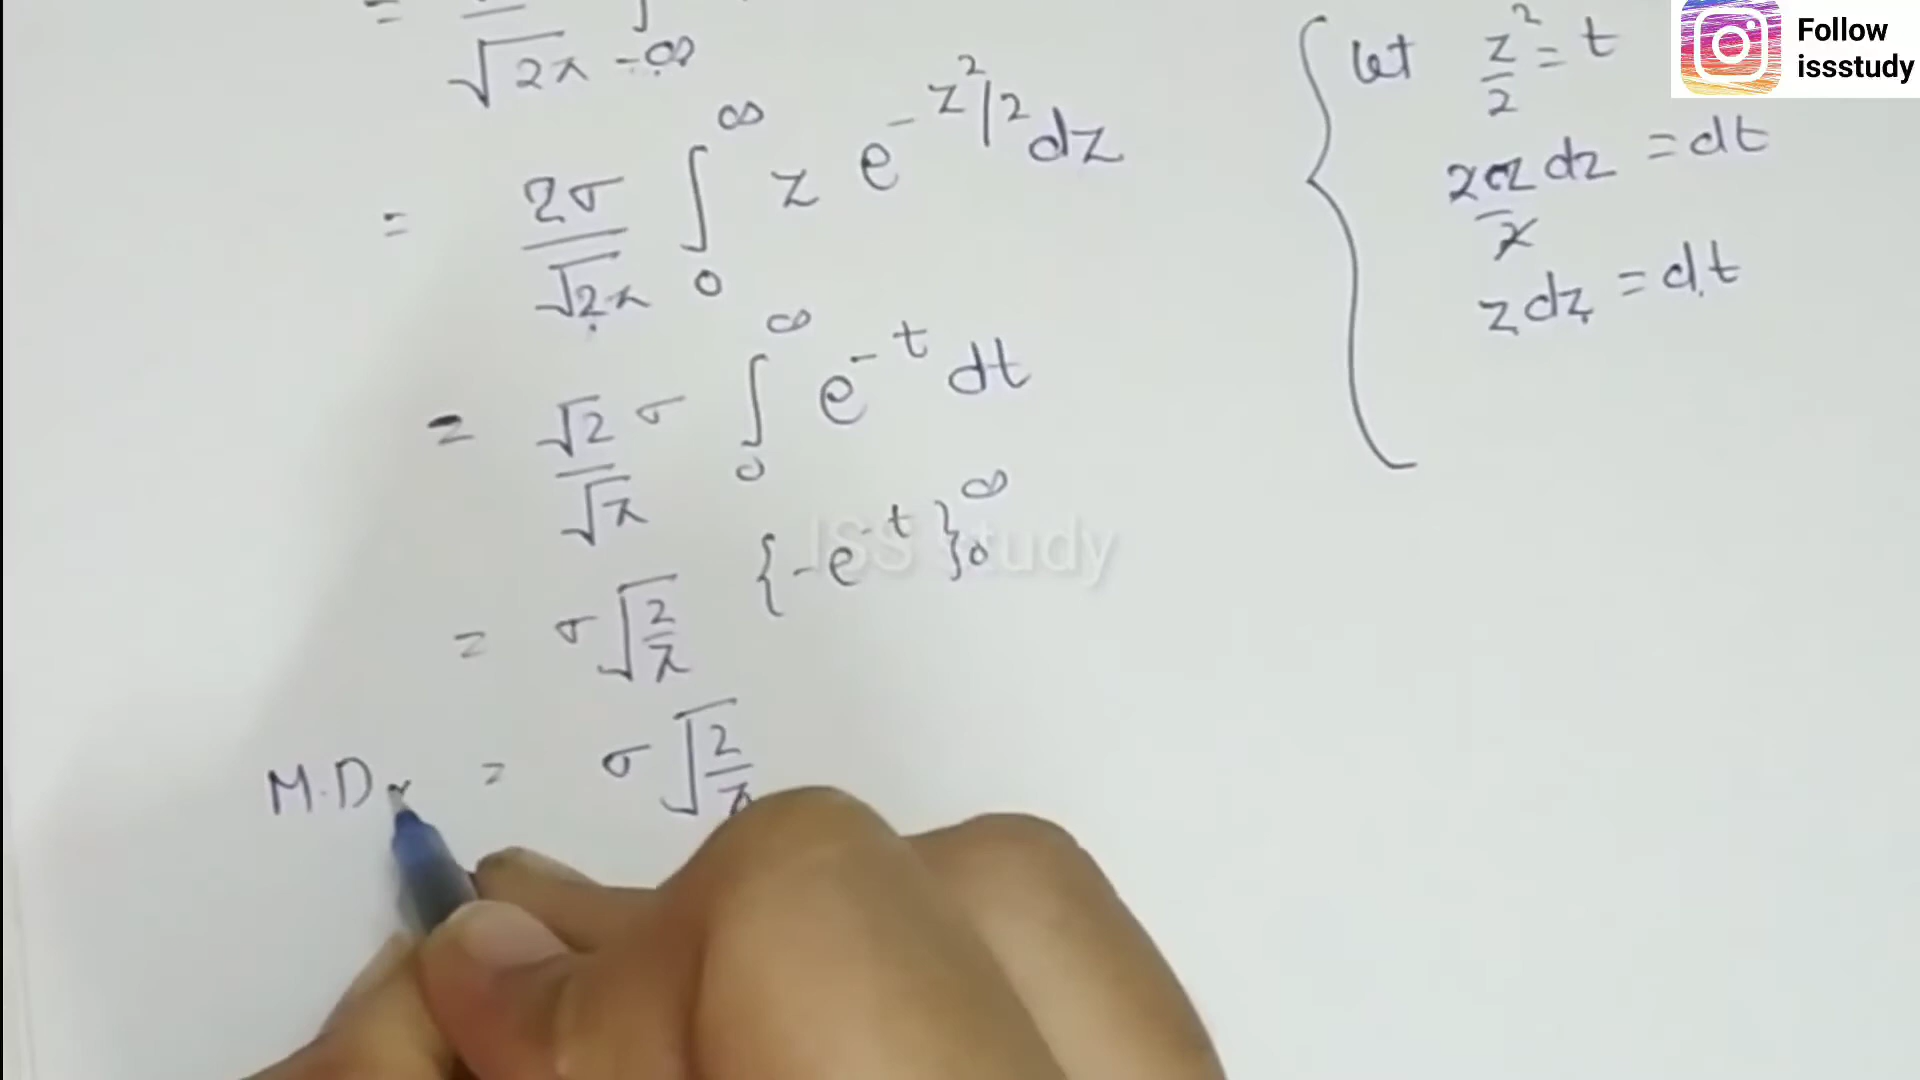 = √2π ∫ -∞
= 2σ/√2π ∫₀^∞ z e^(-z²/2) dz
= √2/√π σ ∫₀^∞ e^(-t) dt
= σ√(2/π) {-e^(-t)}₀^∞
M.D = σ√(2/π)
let z²/2 = t
2z dz/2 = dt
z dz = dt
Follow
issstudy
ISS study